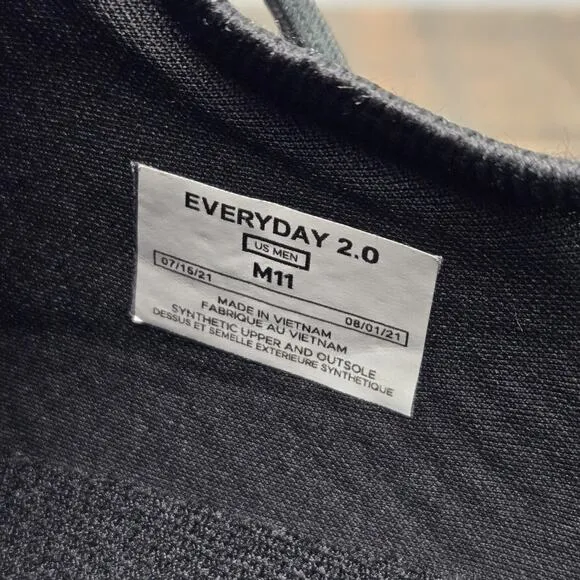 EVERYDAY 2.0
US MEN
M11
07/15/21 08/01/21
MADE IN VIETNAM
FABRIQUE AU VIETNAM
SYNTHETIC UPPER AND OUTSOLE
DESSUS ET SEMELLE EXTERIEURE SYNTHETIQUE